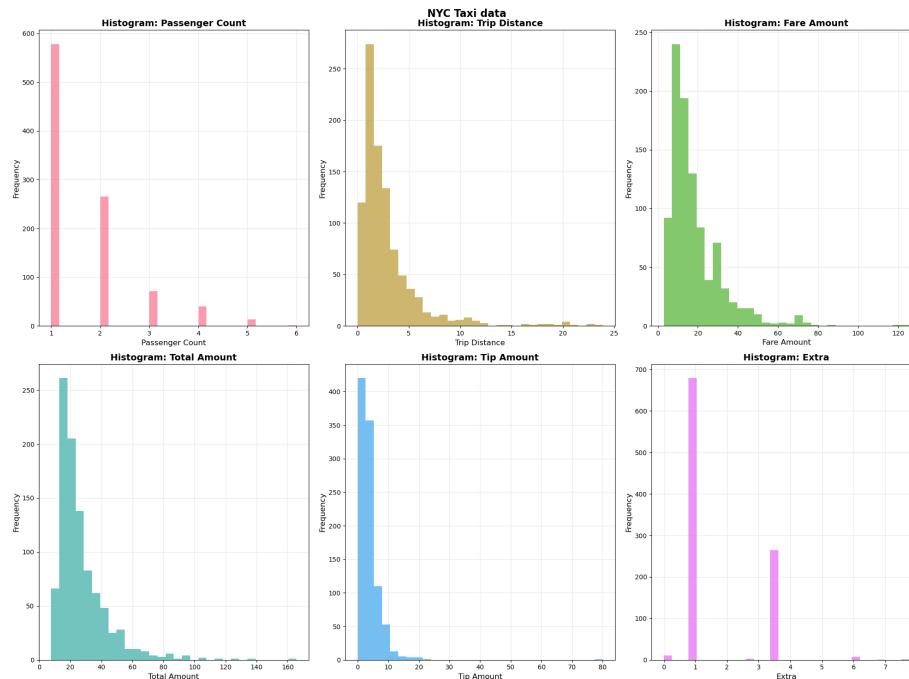 NYC Taxi data
Histogram: Passenger Count
Histogram: Trip Distance
Histogram: Fare Amount
600
500
400
300
200
100
0
Frequency
1 2 3 4 5 6
Passenger Count
250
200
150
100
50
0
Frequency
0 5 10 15 20 25
Trip Distance
250
200
150
100
50
0
Frequency
0 20 40 60 80 100 120
Fare Amount
Histogram: Total Amount
Histogram: Tip Amount
Histogram: Extra
250
200
150
100
50
0
Frequency
0 20 40 60 80 100 120 140 160
Total Amount
400
350
300
250
200
150
100
50
0
Frequency
0 10 20 30 40 50 60 70 80
Tip Amount
700
600
500
400
300
200
100
0
Frequency
0 1 2 3 4 5 6 7
Extra